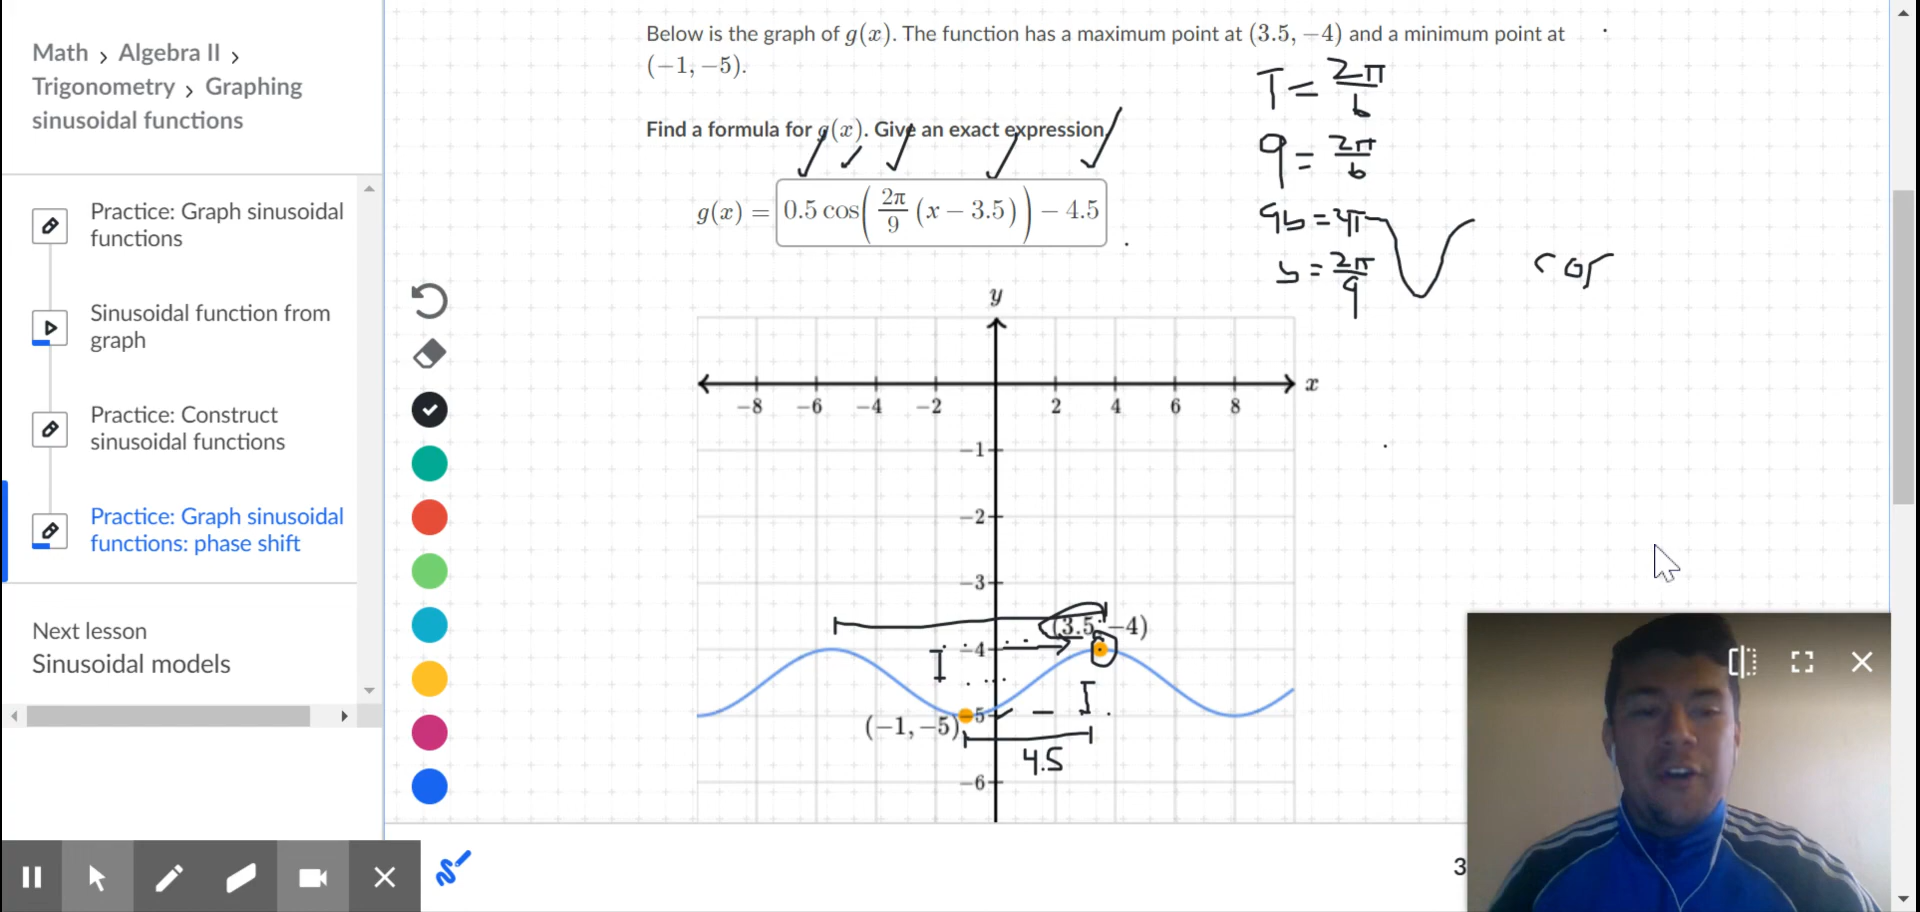 Math > Algebra II >
Trigonometry > Graphing
sinusoidal functions
Practice: Graph sinusoidal
functions
Sinusoidal function from
graph
Practice: Construct
sinusoidal functions
Practice: Graph sinusoidal
functions: phase shift
Next lesson
Sinusoidal models
Below is the graph of g(x). The function has a maximum point at (3.5, −4) and a minimum point at
(−1, −5).
Find a formula for g(x). Give an exact expression.
g(x) = 0.5 cos(2π/9 (x − 3.5)) − 4.5
T = 2π/b
9 = 2π/b
9b = 2π
b = 2π/9
cos
y
x
−8 −6 −4 −2 2 4 6 8
−1
−2
−3
(3.5, −4)
−4
−5
(−1, −5)
4.5
−6
3